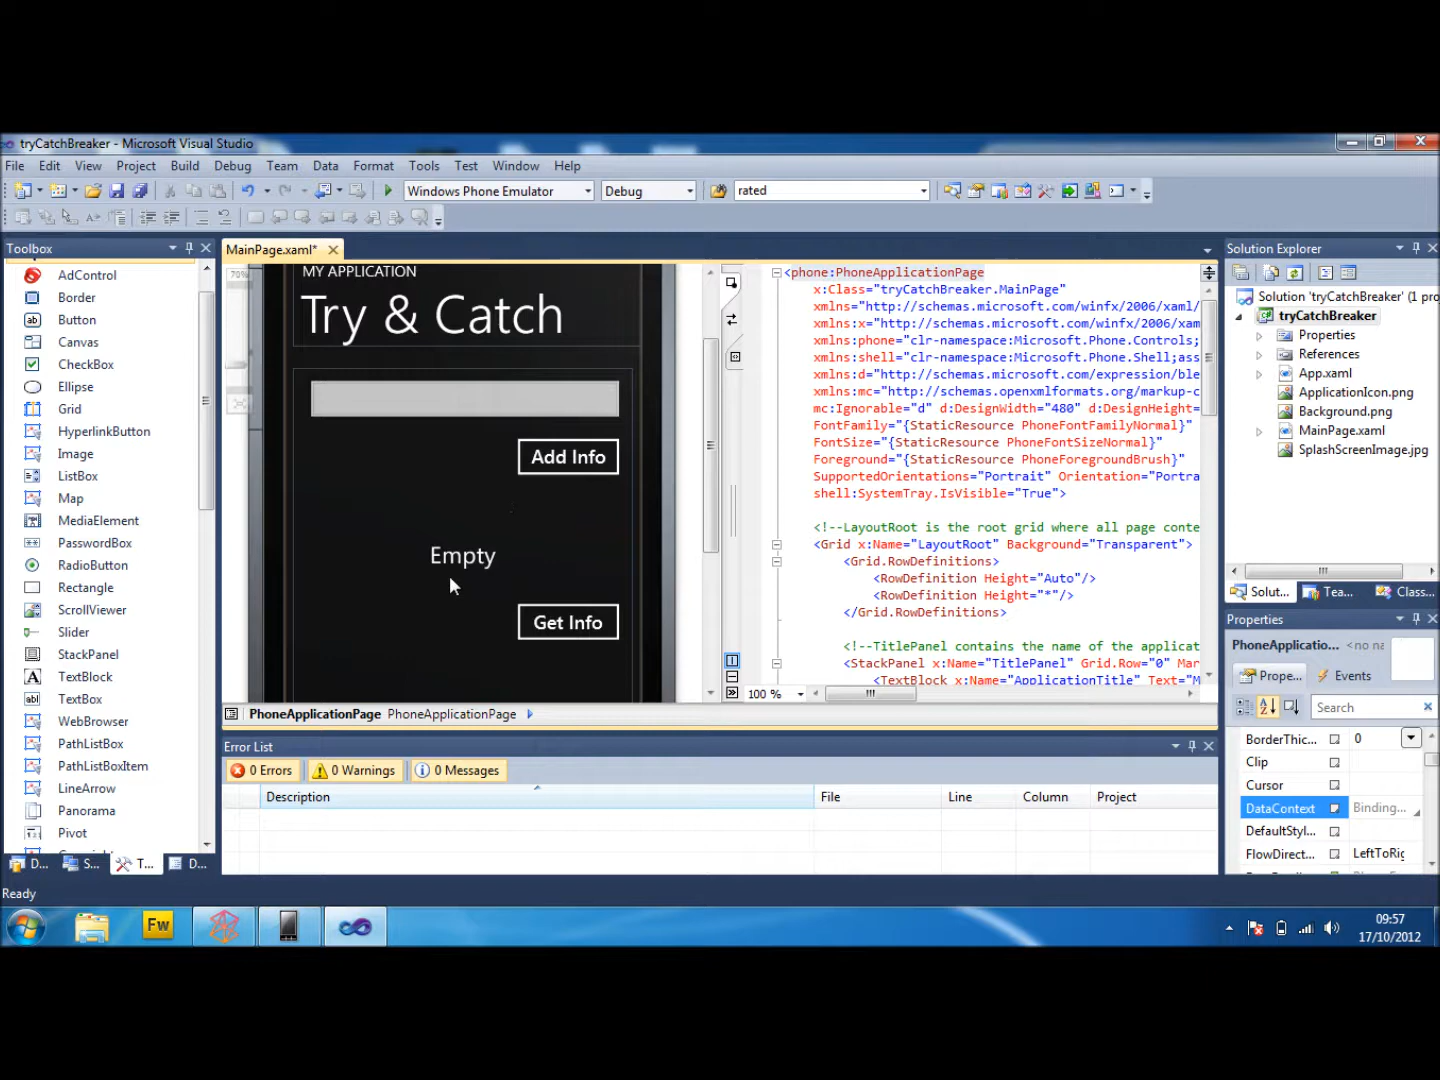 tryCatchBreaker - Microsoft Visual Studio
File Edit View Project Build Debug Team Data Format Tools Test Window Help
Windows Phone Emulator Debug rated
Toolbox
AdControl
Border
Button
Canvas
CheckBox
Ellipse
Grid
HyperlinkButton
Image
ListBox
Map
MediaElement
PasswordBox
RadioButton
Rectangle
ScrollViewer
Slider
StackPanel
TextBlock
TextBox
WebBrowser
PathListBox
PathListBoxItem
LineArrow
Panorama
Pivot
D... S... T... D...
MainPage.xaml*
79%
MY APPLICATION
Try & Catch
Add Info
Empty
Get Info
<phone:PhoneApplicationPage
x:Class="tryCatchBreaker.MainPage"
xmlns="http://schemas.microsoft.com/winfx/2006/xaml/
xmlns:x="http://schemas.microsoft.com/winfx/2006/xam
xmlns:phone="clr-namespace:Microsoft.Phone.Controls;
xmlns:shell="clr-namespace:Microsoft.Phone.Shell;ass
xmlns:d="http://schemas.microsoft.com/expression/ble
xmlns:mc="http://schemas.openxmlformats.org/markup-c
mc:Ignorable="d" d:DesignWidth="480" d:DesignHeight=
FontFamily="{StaticResource PhoneFontFamilyNormal}"
FontSize="{StaticResource PhoneFontSizeNormal}"
Foreground="{StaticResource PhoneForegroundBrush}"
SupportedOrientations="Portrait" Orientation="Portra
shell:SystemTray.IsVisible="True">
<!--LayoutRoot is the root grid where all page conte
<Grid x:Name="LayoutRoot" Background="Transparent">
<Grid.RowDefinitions>
<RowDefinition Height="Auto"/>
<RowDefinition Height="*"/>
</Grid.RowDefinitions>
<!--TitlePanel contains the name of the applicat
<StackPanel x:Name="TitlePanel" Grid.Row="0" Mar
<TextBlock x:Name="ApplicationTitle" Text="M
100 %
PhoneApplicationPage PhoneApplicationPage
Error List
0 Errors 0 Warnings 0 Messages
Description File Line Column Project
Solution Explorer
Solution 'tryCatchBreaker' (1 pro
tryCatchBreaker
Properties
References
App.xaml
ApplicationIcon.png
Background.png
MainPage.xaml
SplashScreenImage.jpg
Solut... Tea... Class...
Properties
PhoneApplicatio... <no na
Prope... Events
Search
BorderThic... 0
Clip
Cursor
DataContext Binding...
DefaultStyl...
FlowDirect... LeftToRig
Ready
Fw
09:57
17/10/2012